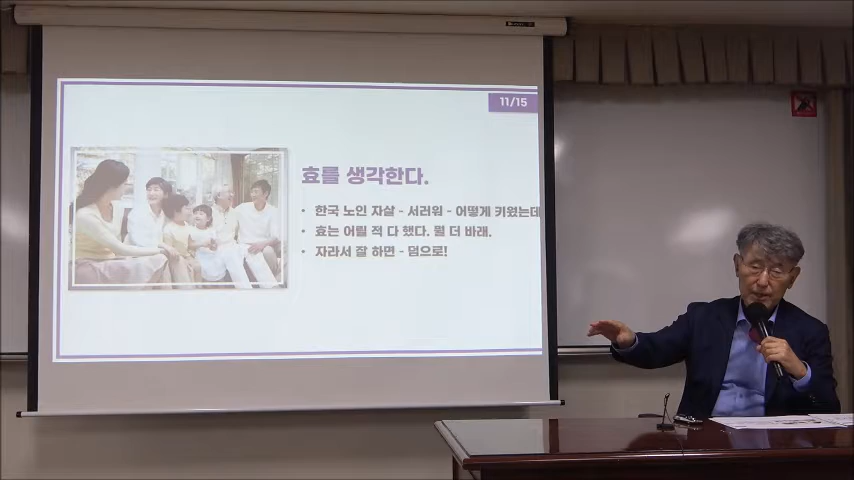 11/15
효를 생각한다.
• 한국 노인 자살 - 서러워 - 어떻게 키웠는데
• 효는 어릴 적 다 했다. 뭘 더 바래.
• 자라서 잘 하면 - 덤으로!